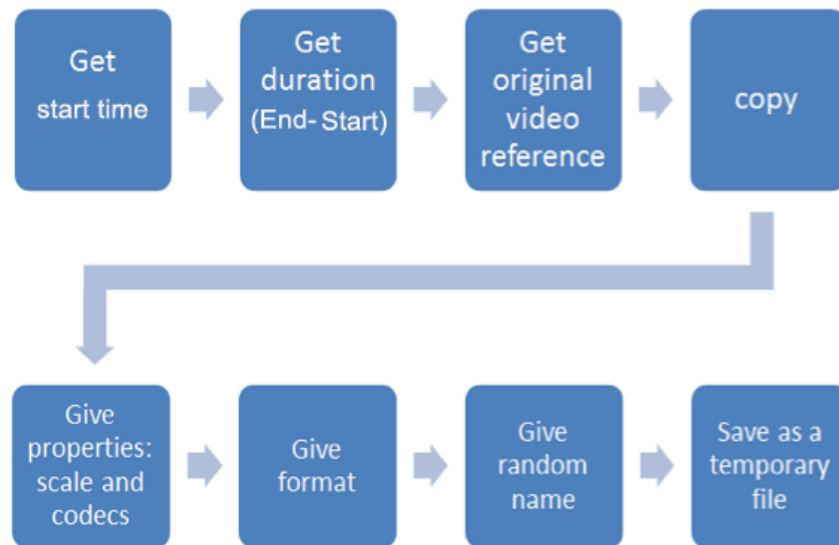 Get
start time
Get
duration
(End-Start)
Get
original
video
reference
copy
Give
properties:
scale and
codecs
Give
format
Give
random
name
Save as a
temporary
file